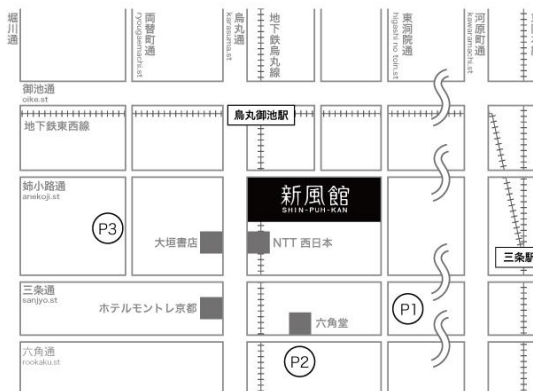 堀川通
両替町通
ryougaemachi.st
烏丸通
karasuma.st
地下鉄烏丸線
東洞院通
higashi no toin.st
河原町通
kawaramachi.st
御池通
oike.st
地下鉄東西線
烏丸御池駅
姉小路通
anekoji.st
新風館
SHIN-PUH-KAN
P3
大垣書店
NTT 西日本
三条駅
三条通
sanjyo.st
ホテルモントレ京都
P1
六角堂
六角通
rookaku.st
P2